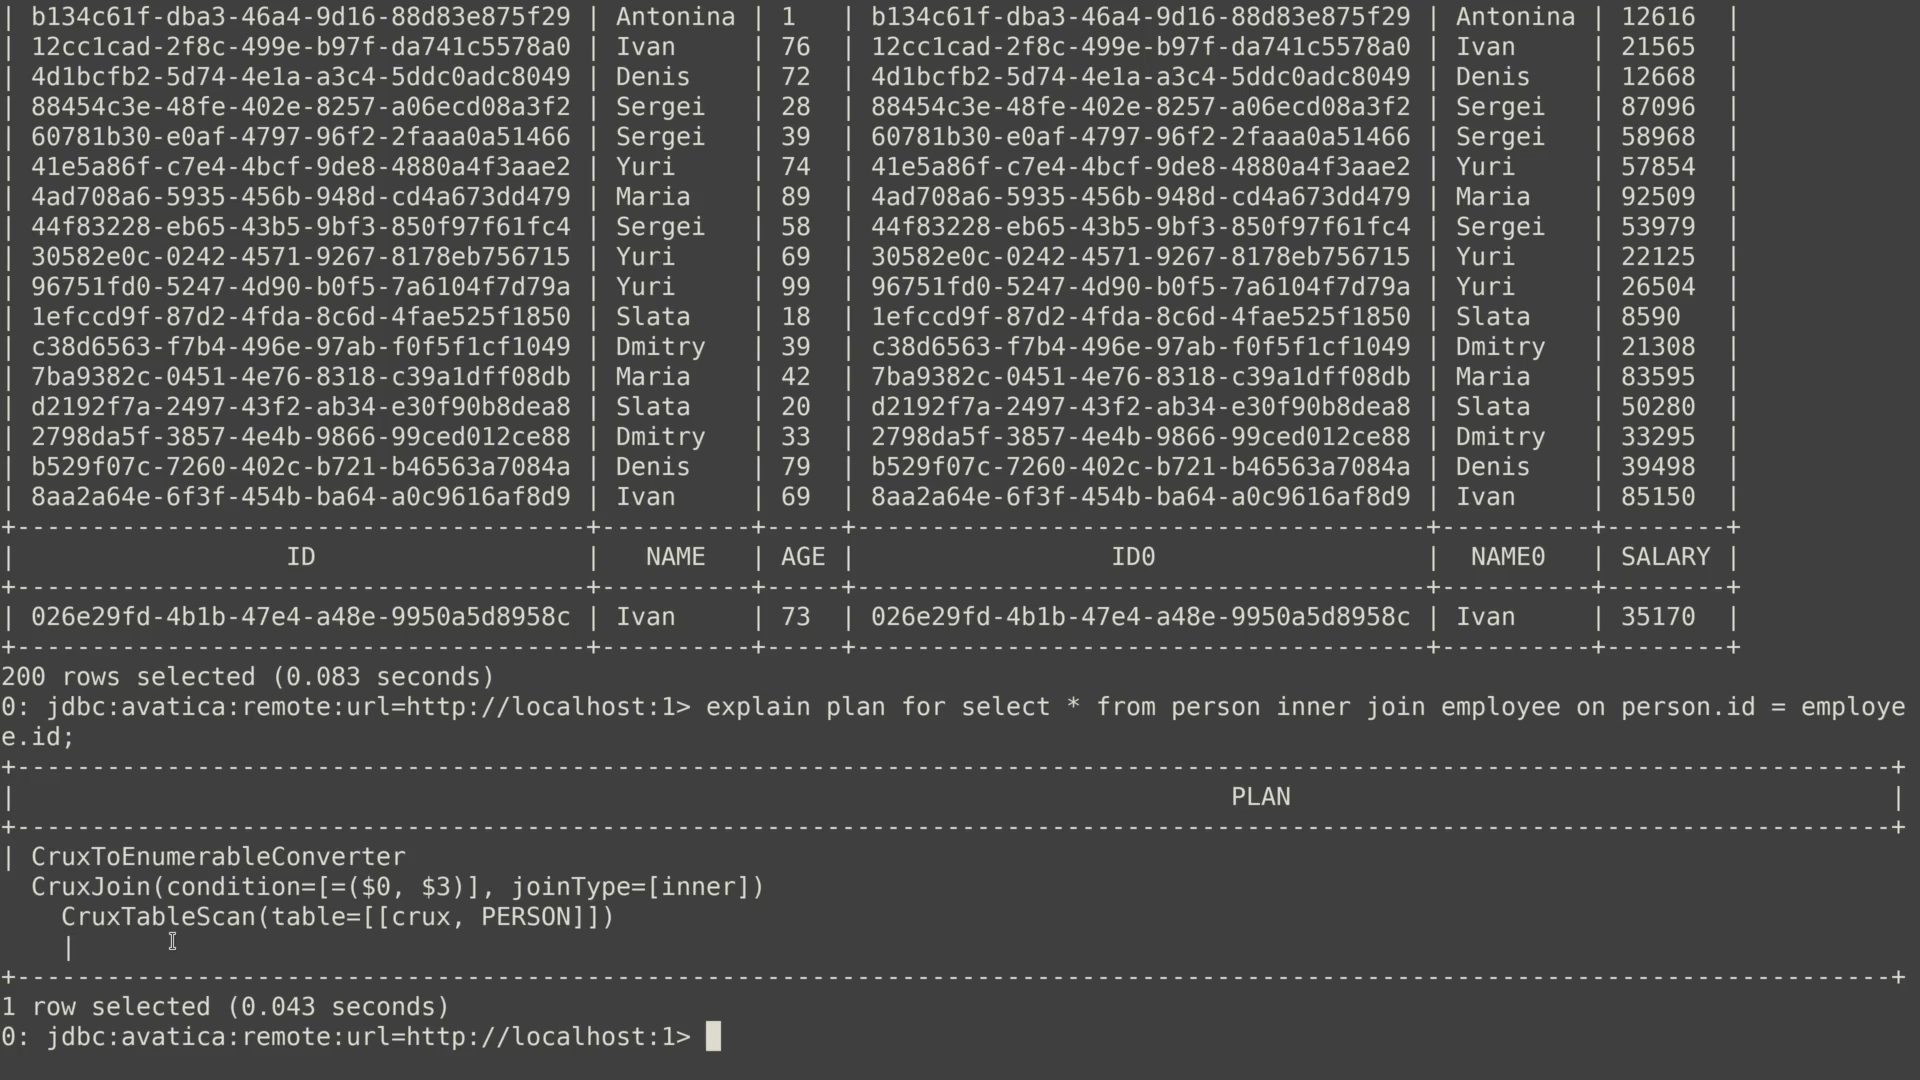 | b134c61f-dba3-46a4-9d16-88d83e875f29 | Antonina | 1   | b134c61f-dba3-46a4-9d16-88d83e875f29 | Antonina | 12616  |
| 12cc1cad-2f8c-499e-b97f-da741c5578a0 | Ivan     | 76  | 12cc1cad-2f8c-499e-b97f-da741c5578a0 | Ivan     | 21565  |
| 4d1bcfb2-5d74-4e1a-a3c4-5ddc0adc8049 | Denis    | 72  | 4d1bcfb2-5d74-4e1a-a3c4-5ddc0adc8049 | Denis    | 12668  |
| 88454c3e-48fe-402e-8257-a06ecd08a3f2 | Sergei   | 28  | 88454c3e-48fe-402e-8257-a06ecd08a3f2 | Sergei   | 87096  |
| 60781b30-e0af-4797-96f2-2faaa0a51466 | Sergei   | 39  | 60781b30-e0af-4797-96f2-2faaa0a51466 | Sergei   | 58968  |
| 41e5a86f-c7e4-4bcf-9de8-4880a4f3aae2 | Yuri     | 74  | 41e5a86f-c7e4-4bcf-9de8-4880a4f3aae2 | Yuri     | 57854  |
| 4ad708a6-5935-456b-948d-cd4a673dd479 | Maria    | 89  | 4ad708a6-5935-456b-948d-cd4a673dd479 | Maria    | 92509  |
| 44f83228-eb65-43b5-9bf3-850f97f61fc4 | Sergei   | 58  | 44f83228-eb65-43b5-9bf3-850f97f61fc4 | Sergei   | 53979  |
| 30582e0c-0242-4571-9267-8178eb756715 | Yuri     | 69  | 30582e0c-0242-4571-9267-8178eb756715 | Yuri     | 22125  |
| 96751fd0-5247-4d90-b0f5-7a6104f7d79a | Yuri     | 99  | 96751fd0-5247-4d90-b0f5-7a6104f7d79a | Yuri     | 26504  |
| 1efccd9f-87d2-4fda-8c6d-4fae525f1850 | Slata    | 18  | 1efccd9f-87d2-4fda-8c6d-4fae525f1850 | Slata    | 8590   |
| c38d6563-f7b4-496e-97ab-f0f5f1cf1049 | Dmitry   | 39  | c38d6563-f7b4-496e-97ab-f0f5f1cf1049 | Dmitry   | 21308  |
| 7ba9382c-0451-4e76-8318-c39a1dff08db | Maria    | 42  | 7ba9382c-0451-4e76-8318-c39a1dff08db | Maria    | 83595  |
| d2192f7a-2497-43f2-ab34-e30f90b8dea8 | Slata    | 20  | d2192f7a-2497-43f2-ab34-e30f90b8dea8 | Slata    | 50280  |
| 2798da5f-3857-4e4b-9866-99ced012ce88 | Dmitry   | 33  | 2798da5f-3857-4e4b-9866-99ced012ce88 | Dmitry   | 33295  |
| b529f07c-7260-402c-b721-b46563a7084a | Denis    | 79  | b529f07c-7260-402c-b721-b46563a7084a | Denis    | 39498  |
| 8aa2a64e-6f3f-454b-ba64-a0c9616af8d9 | Ivan     | 69  | 8aa2a64e-6f3f-454b-ba64-a0c9616af8d9 | Ivan     | 85150  |
+--------------------------------------+----------+-----+--------------------------------------+----------+--------+
|                  ID                  |   NAME   | AGE |                 ID0                  |  NAME0   | SALARY |
+--------------------------------------+----------+-----+--------------------------------------+----------+--------+
| 026e29fd-4b1b-47e4-a48e-9950a5d8958c | Ivan     | 73  | 026e29fd-4b1b-47e4-a48e-9950a5d8958c | Ivan     | 35170  |
+--------------------------------------+----------+-----+--------------------------------------+----------+--------+
200 rows selected (0.083 seconds)
0: jdbc:avatica:remote:url=http://localhost:1> explain plan for select * from person inner join employee on person.id = employe
e.id;
+-----------------------------------------------------------------------------------------------------------------------------+
|                                                                                 PLAN                                        |
+-----------------------------------------------------------------------------------------------------------------------------+
| CruxToEnumerableConverter
  CruxJoin(condition=[=($0, $3)], joinType=[inner])
    CruxTableScan(table=[[crux, PERSON]])
    |
+-----------------------------------------------------------------------------------------------------------------------------+
1 row selected (0.043 seconds)
0: jdbc:avatica:remote:url=http://localhost:1>